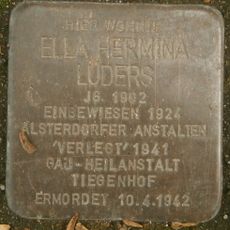 HIER WOHNTE
ELLA HERMINA
LÜDERS
JG. 1902
EINGEWIESEN 1924
ALSTERDORFER ANSTALTEN
'VERLEGT' 1941
GAU-HEILANSTALT
TIEGENHOF
ERMORDET 10.4.1942